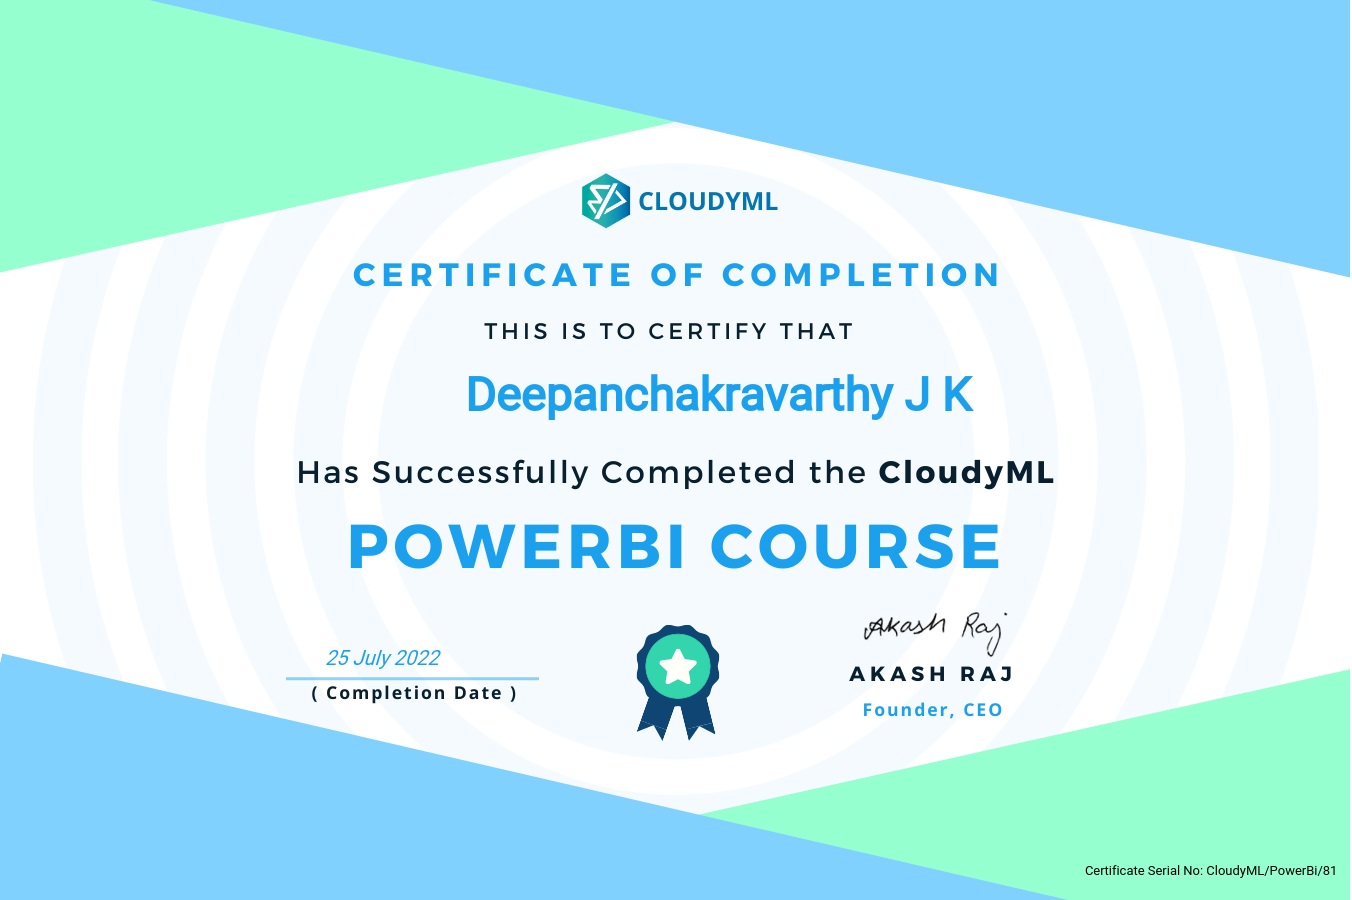 CLOUDYML
CERTIFICATE OF COMPLETION
THIS IS TO CERTIFY THAT
Deepanchakravarthy J K
Has Successfully Completed the CloudyML
POWERBI COURSE
25 July 2022
( Completion Date )
Akash Raj
AKASH RAJ
Founder, CEO
Certificate Serial No: CloudyML/PowerBi/81